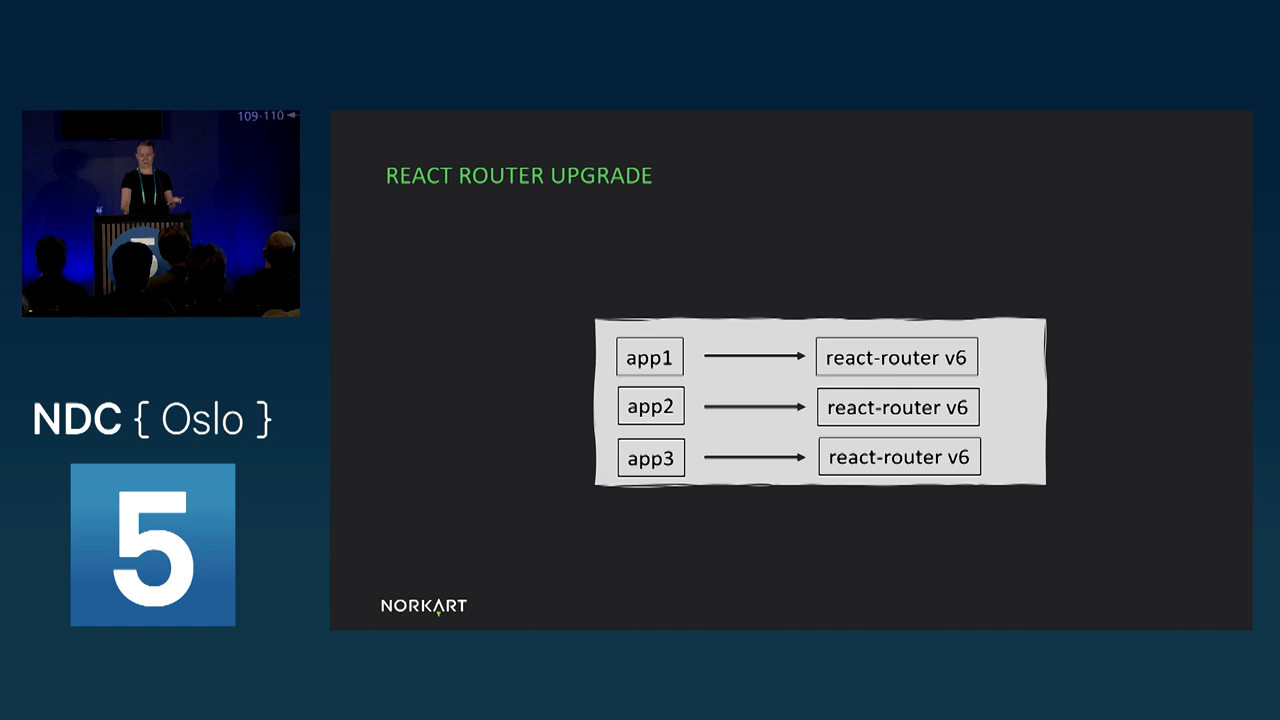 109-110
REACT ROUTER UPGRADE
app1 react-router v6
app2 react-router v6
app3 react-router v6
NDC { Oslo }
5
NORKART